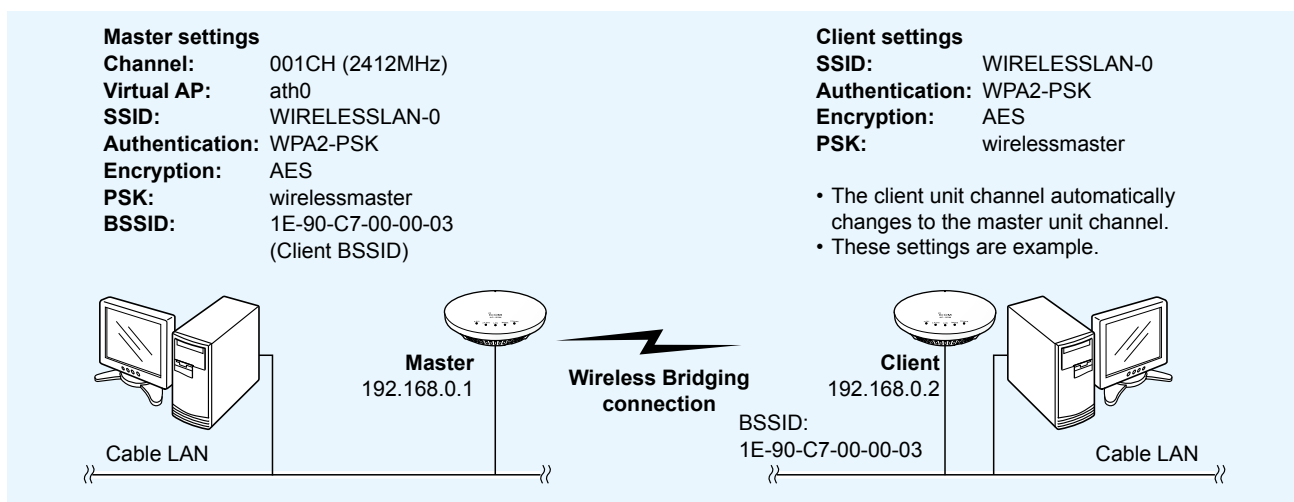 Master settings
Channel: 001CH (2412MHz)
Virtual AP: ath0
SSID: WIRELESSLAN-0
Authentication: WPA2-PSK
Encryption: AES
PSK: wirelessmaster
BSSID: 1E-90-C7-00-00-03
(Client BSSID)
Client settings
SSID: WIRELESSLAN-0
Authentication: WPA2-PSK
Encryption: AES
PSK: wirelessmaster
• The client unit channel automatically
changes to the master unit channel.
• These settings are example.
Master
192.168.0.1
Wireless Bridging
connection
Client
192.168.0.2
BSSID:
1E-90-C7-00-00-03
Cable LAN
Cable LAN